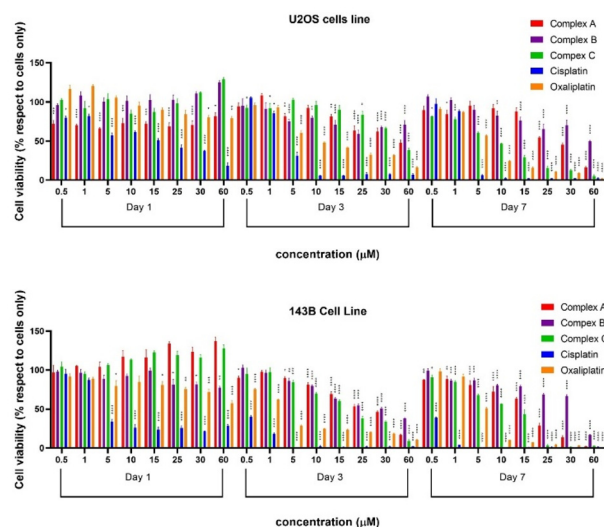 U2OS cells line
Cell viability (% respect to cells only)
150
100
50
0
Complex A
Complex B
Compex C
Cisplatin
Oxaliplatin
0.5 1 5 10 15 25 30 60 0.5 1 5 10 15 25 30 60 0.5 1 5 10 15 25 30 60
Day 1 Day 3 Day 7
concentration (μM)
143B Cell Line
Cell viability (% respect to cells only)
150
100
50
0
Complex A
Compex B
Complex C
Cisplatin
Oxaliplatin
0.5 1 5 10 15 25 30 60 0.5 1 5 10 15 25 30 60 0.5 1 5 10 15 25 30 60
Day 1 Day 3 Day 7
concentration (μM)